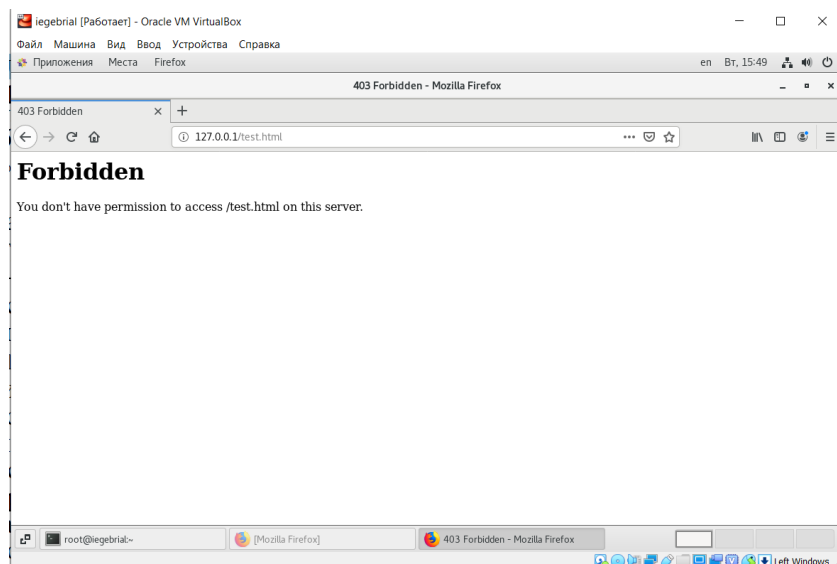 iegebrial [Работает] - Oracle VM VirtualBox
Файл Машина Вид Ввод Устройства Справка
Приложения Места Firefox en Вт, 15:49
403 Forbidden - Mozilla Firefox
403 Forbidden
127.0.0.1/test.html
Forbidden
You don't have permission to access /test.html on this server.
root@iegebrial:~ [Mozilla Firefox] 403 Forbidden - Mozilla Firefox
Left Windows